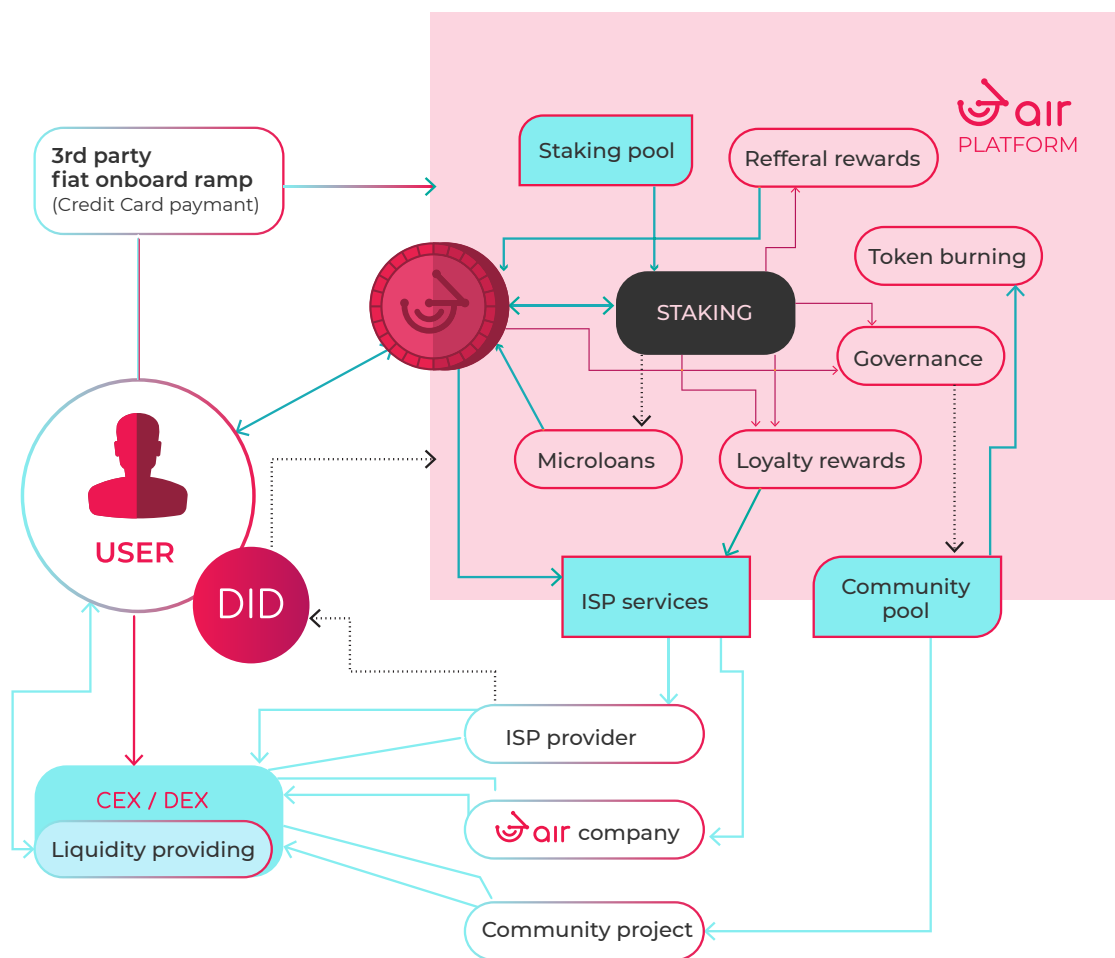 air
PLATFORM
3rd party
fiat onboard ramp
(Credit Card paymant)
Staking pool
Refferal rewards
Token burning
STAKING
Governance
Microloans
Loyalty rewards
USER
DID
ISP services
Community
pool
ISP provider
CEX / DEX
Liquidity providing
air company
Community project